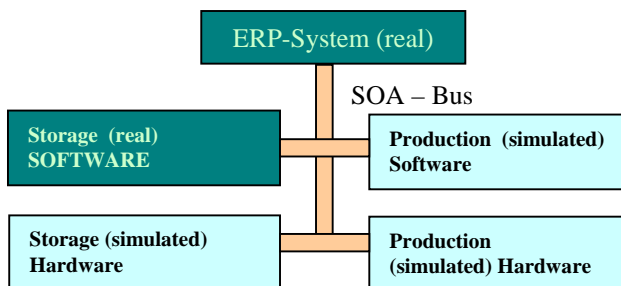 ERP-System (real)
SOA – Bus
Storage (real)
SOFTWARE
Production (simulated)
Software
Storage (simulated)
Hardware
Production
(simulated) Hardware